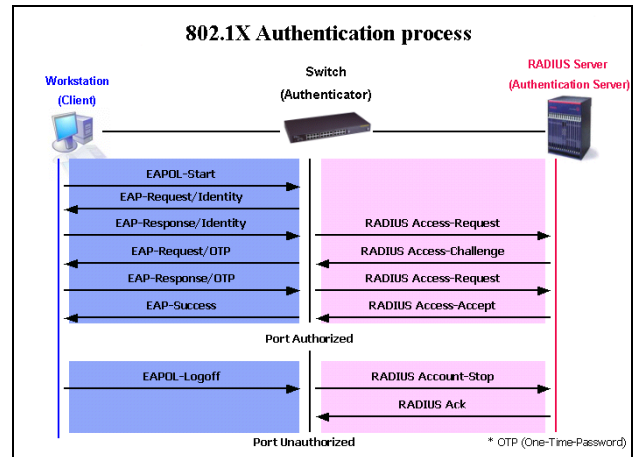 802.1X Authentication process
Workstation
(Client)
Switch
(Authenticator)
RADIUS Server
(Authentication Server)
EAPOL-Start
EAP-Request/Identity
EAP-Response/Identity
RADIUS Access-Request
EAP-Request/OTP
RADIUS Access-Challenge
EAP-Response/OTP
RADIUS Access-Request
EAP-Success
RADIUS Access-Accept
Port Authorized
EAPOL-Logoff
RADIUS Account-Stop
RADIUS Ack
Port Unauthorized
* OTP (One-Time-Password)